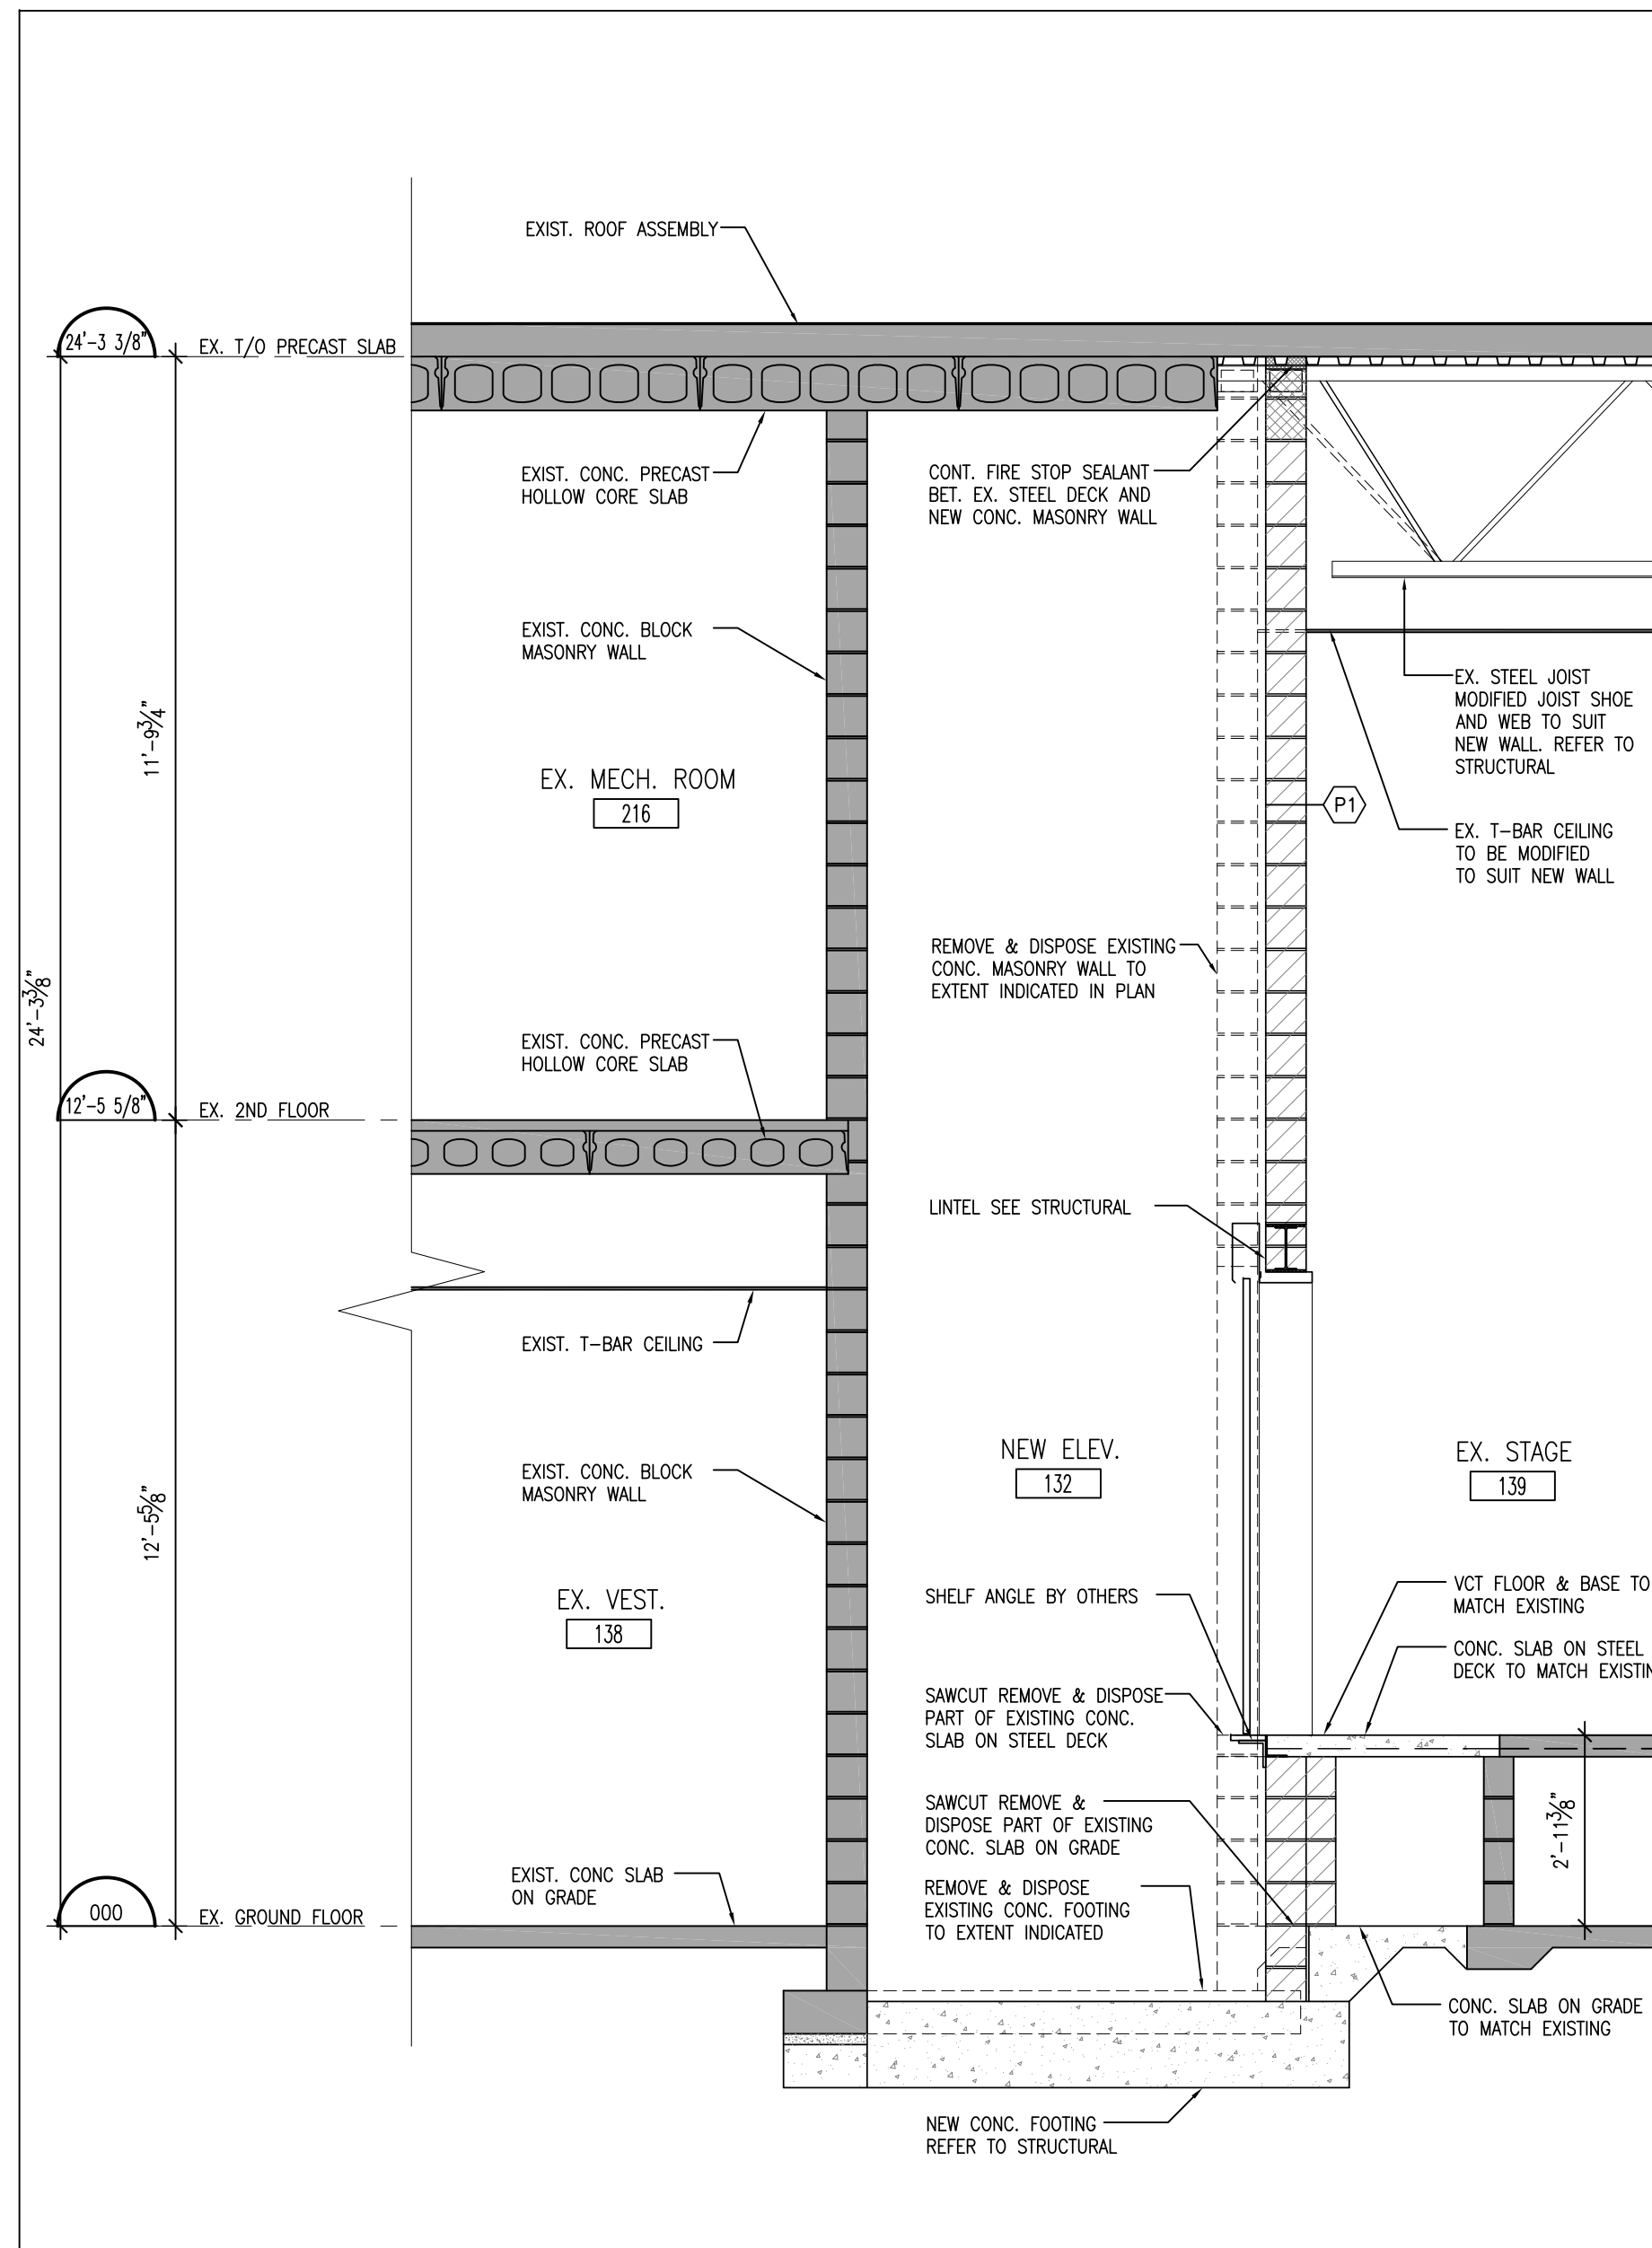 EXIST. ROOF ASSEMBLY
24'-3 3/8"
EX. T/O PRECAST SLAB
EXIST. CONC. PRECAST
HOLLOW CORE SLAB
CONT. FIRE STOP SEALANT
BET. EX. STEEL DECK AND
NEW CONC. MASONRY WALL
EXIST. CONC. BLOCK
MASONRY WALL
EX. STEEL JOIST
MODIFIED JOIST SHOE
AND WEB TO SUIT
NEW WALL. REFER TO
STRUCTURAL
11'-9 3/4"
EX. MECH. ROOM
216
P1
EX. T-BAR CEILING
TO BE MODIFIED
TO SUIT NEW WALL
REMOVE & DISPOSE EXISTING
CONC. MASONRY WALL TO
EXTENT INDICATED IN PLAN
24'-3 3/8"
EXIST. CONC. PRECAST
HOLLOW CORE SLAB
12'-5 5/8"
EX. 2ND FLOOR
LINTEL SEE STRUCTURAL
EXIST. T-BAR CEILING
NEW ELEV.
132
EX. STAGE
139
EXIST. CONC. BLOCK
MASONRY WALL
12'-5 5/8"
EX. VEST.
138
SHELF ANGLE BY OTHERS
VCT FLOOR & BASE TO
MATCH EXISTING
CONC. SLAB ON STEEL
DECK TO MATCH EXISTIN
SAWCUT REMOVE & DISPOSE
PART OF EXISTING CONC.
SLAB ON STEEL DECK
SAWCUT REMOVE &
DISPOSE PART OF EXISTING
CONC. SLAB ON GRADE
2'-11 3/8"
EXIST. CONC SLAB
ON GRADE
REMOVE & DISPOSE
EXISTING CONC. FOOTING
TO EXTENT INDICATED
000
EX. GROUND FLOOR
CONC. SLAB ON GRADE
TO MATCH EXISTING
NEW CONC. FOOTING
REFER TO STRUCTURAL